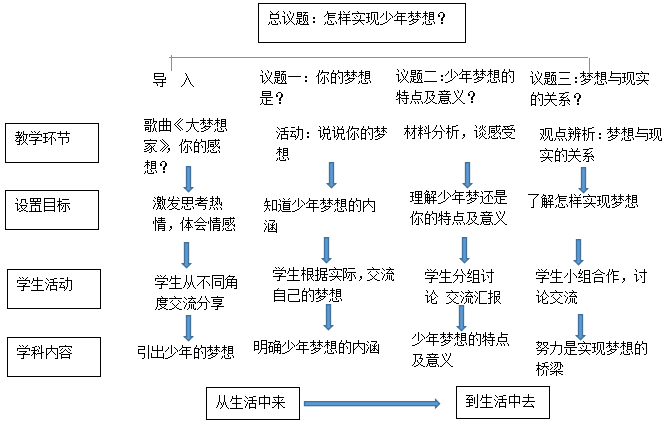 总议题：怎样实现少年梦想？
导 入
议题一：你的梦想
是？
议题二：少年梦想的
特点及意义？
议题三：梦想与现实
的关系？
教学环节
歌曲《大梦想
家》，你的感
想？
活动：说说你的梦
想
材料分析，谈感受
观点辨析：梦想与现
实的关系
设置目标
激发思考热
情，体会情感
知道少年梦想的内
涵
理解少年梦还是
你的特点及意义
了解怎样实现梦想
学生活动
学生从不同角
度交流分享
学生根据实际，交流
自己的梦想
学生分组讨
论 交流汇报
学生小组合作，讨
论交流
学科内容
引出少年的梦想
明确少年梦想的内涵
少年梦想的特点
及意义
努力是实现梦想的
桥梁
从生活中来
到生活中去